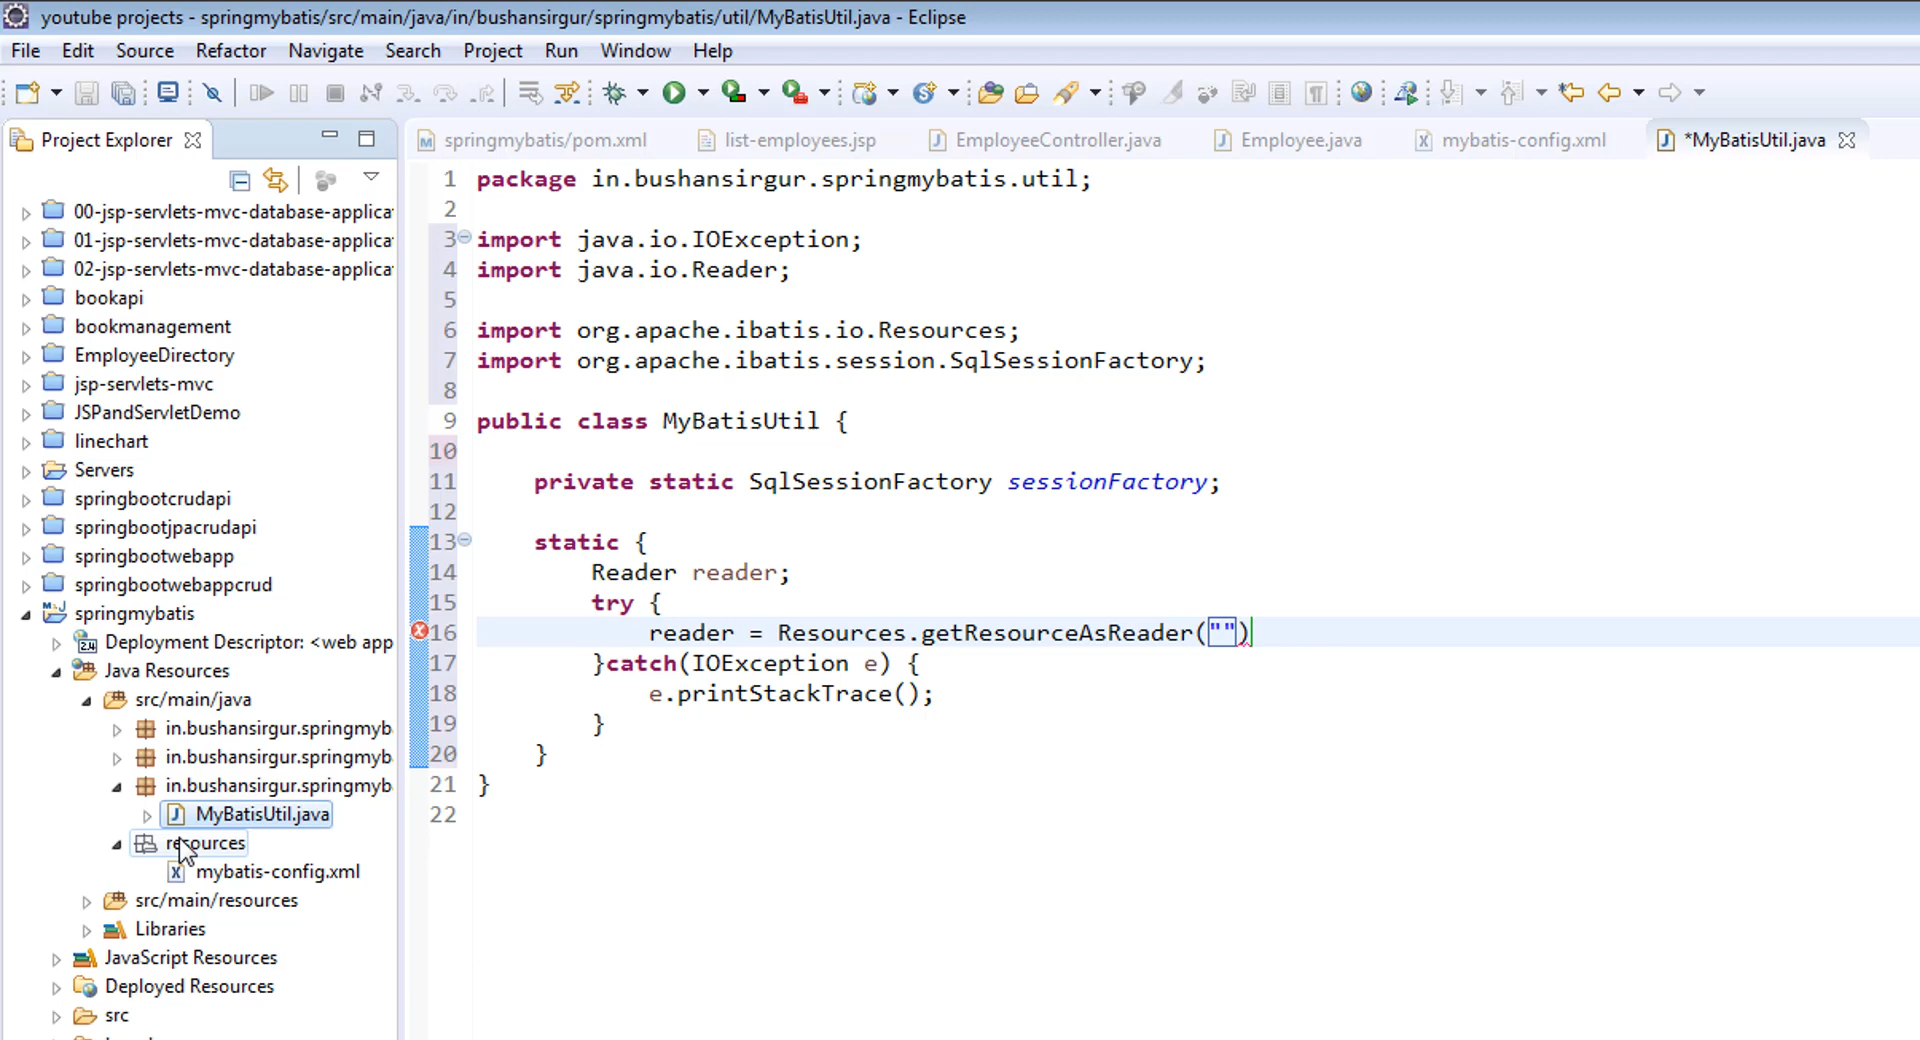 youtube projects - springmybatis/src/main/java/in/bushansirgur/springmybatis/util/MyBatisUtil.java - Eclipse
File Edit Source Refactor Navigate Search Project Run Window Help
Project Explorer
springmybatis/pom.xml list-employees.jsp EmployeeController.java Employee.java mybatis-config.xml *MyBatisUtil.java
00-jsp-servlets-mvc-database-applica
01-jsp-servlets-mvc-database-applica
02-jsp-servlets-mvc-database-applica
bookapi
bookmanagement
EmployeeDirectory
jsp-servlets-mvc
JSPandServletDemo
linechart
Servers
springbootcrudapi
springbootjpacrudapi
springbootwebapp
springbootwebappcrud
springmybatis
Deployment Descriptor: <web app
2.4
Java Resources
src/main/java
in.bushansirgur.springmyb
in.bushansirgur.springmyb
in.bushansirgur.springmyb
MyBatisUtil.java
resources
mybatis-config.xml
src/main/resources
Libraries
JavaScript Resources
Deployed Resources
src
1 package in.bushansirgur.springmybatis.util;
2
3 import java.io.IOException;
4 import java.io.Reader;
5
6 import org.apache.ibatis.io.Resources;
7 import org.apache.ibatis.session.SqlSessionFactory;
8
9 public class MyBatisUtil {
10
11 private static SqlSessionFactory sessionFactory;
12
13 static {
14 Reader reader;
15 try {
16 reader = Resources.getResourceAsReader("")
17 }catch(IOException e) {
18 e.printStackTrace();
19 }
20 }
21 }
22